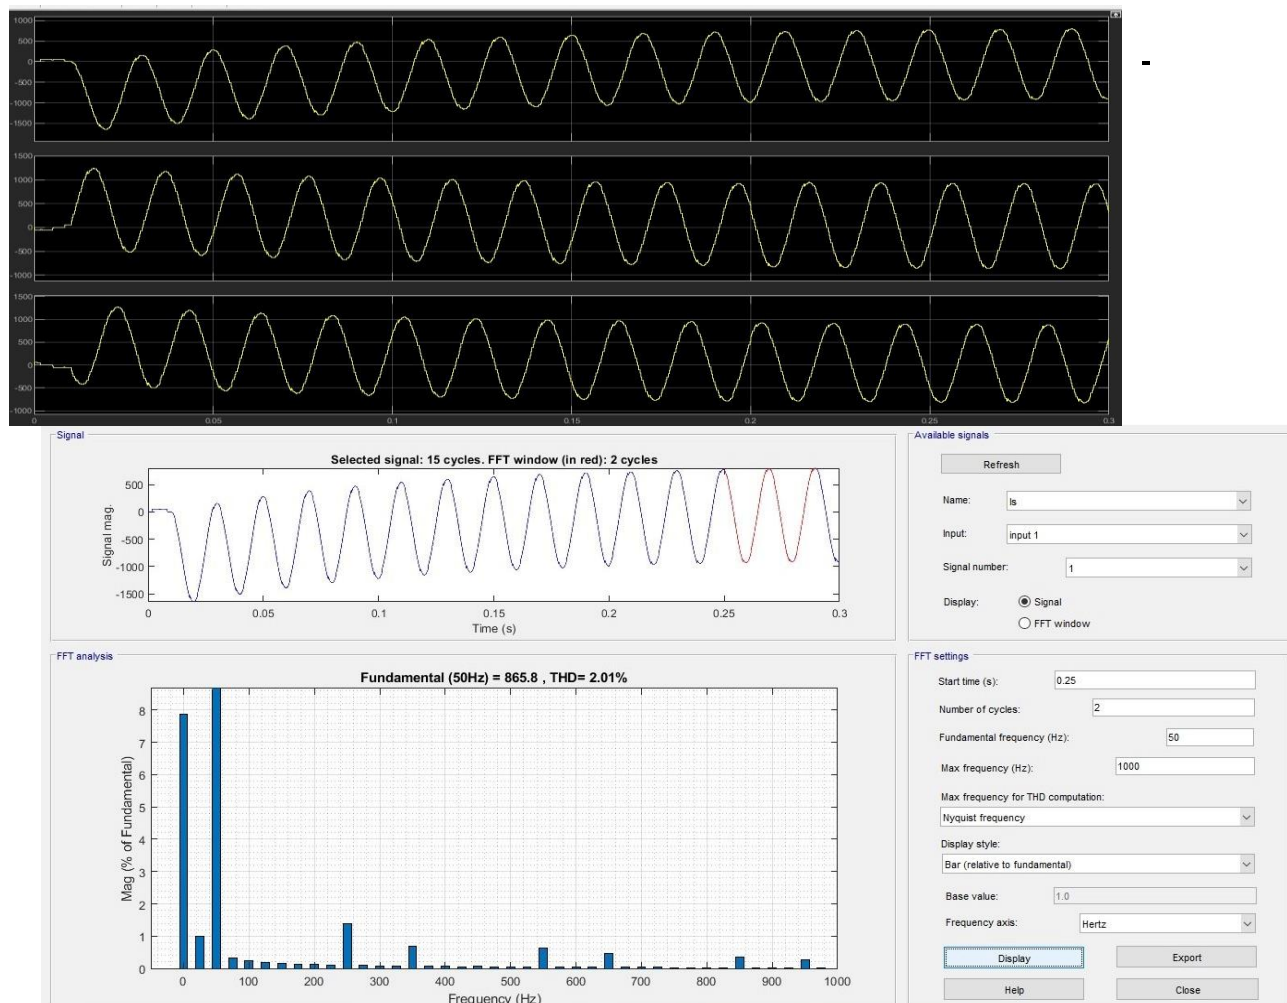 1000
500
0
-500
-1000
-1500
1500
1000
500
0
-500
-1000
1500
1000
500
0
-500
-1000
0 0.05 0.1 0.15 0.2 0.25 0.3
Signal
Selected signal: 15 cycles. FFT window (in red): 2 cycles
Signal mag.
500
0
-500
-1000
-1500
0 0.05 0.1 0.15 0.2 0.25 0.3
Time (s)
Available signals
Refresh
Name: Is
Input: input 1
Signal number: 1
Display: Signal
FFT window
FFT analysis
Fundamental (50Hz) = 865.8 , THD= 2.01%
Mag (% of Fundamental)
8
7
6
5
4
3
2
1
0
0 100 200 300 400 500 600 700 800 900 1000
Frequency (Hz)
FFT settings
Start time (s): 0.25
Number of cycles: 2
Fundamental frequency (Hz): 50
Max frequency (Hz): 1000
Max frequency for THD computation:
Nyquist frequency
Display style:
Bar (relative to fundamental)
Base value: 1.0
Frequency axis: Hertz
Display Export
Help Close